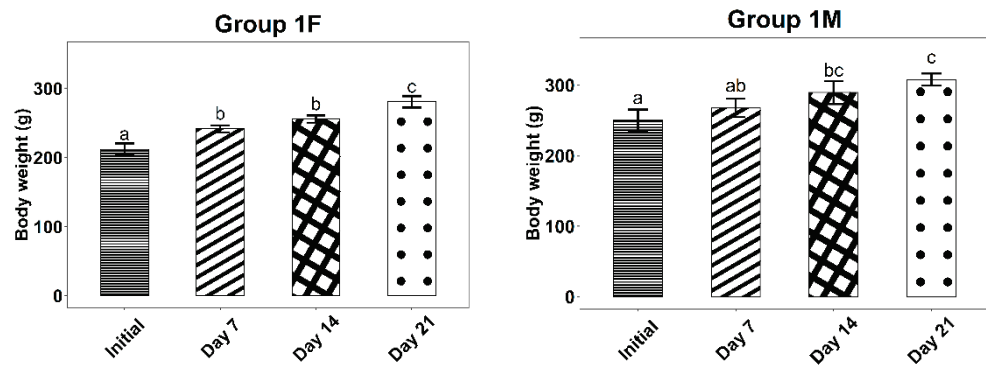 Group 1F
Body weight (g)
300
200
100
0
a
b
b
c
Initial
Day 7
Day 14
Day 21
Group 1M
Body weight (g)
300
200
100
0
a
ab
bc
c
Initial
Day 7
Day 14
Day 21